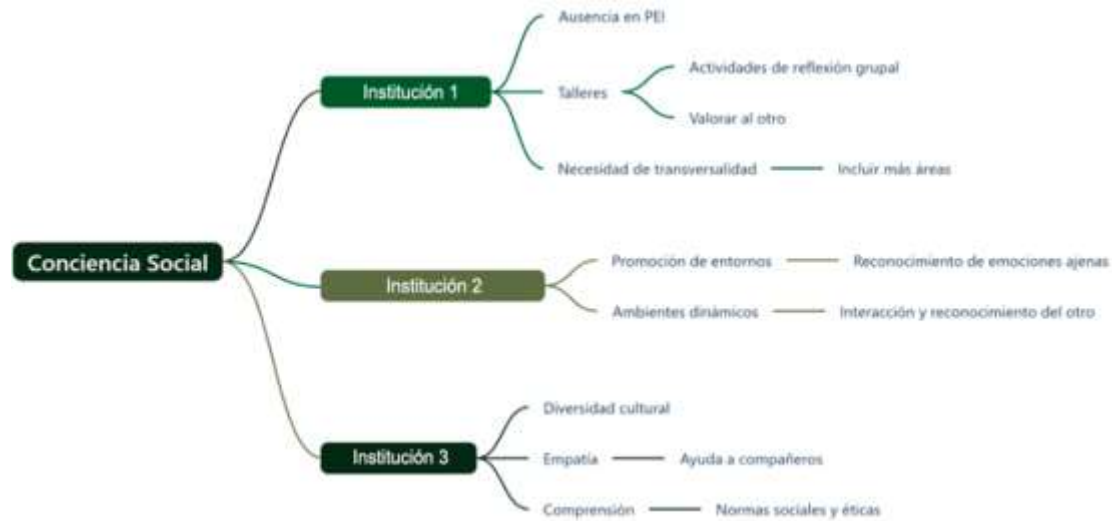 Conciencia Social
Institución 1
Ausencia en PEI
Talleres
Actividades de reflexión grupal
Valorar al otro
Necesidad de transversalidad
Incluir más áreas
Institución 2
Promoción de entornos
Reconocimiento de emociones ajenas
Ambientes dinámicos
Interacción y reconocimiento del otro
Institución 3
Diversidad cultural
Empatía
Ayuda a compañeros
Comprensión
Normas sociales y éticas